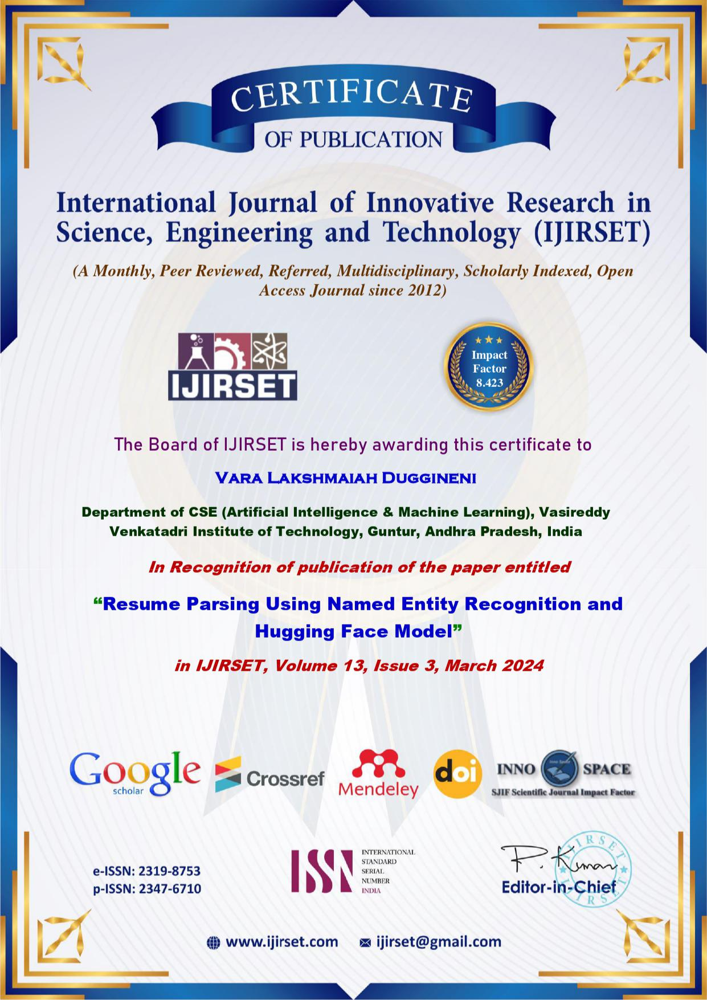 CERTIFICATE
OF PUBLICATION
International Journal of Innovative Research in
Science, Engineering and Technology (IJIRSET)
(A Monthly, Peer Reviewed, Referred, Multidisciplinary, Scholarly Indexed, Open
Access Journal since 2012)
IJIRSET
Impact
Factor
8.423
The Board of IJIRSET is hereby awarding this certificate to
VARA LAKSHMAIAH DUGGINENI
Department of CSE (Artificial Intelligence & Machine Learning), Vasireddy
Venkatadri Institute of Technology, Guntur, Andhra Pradesh, India
In Recognition of publication of the paper entitled
“Resume Parsing Using Named Entity Recognition and
Hugging Face Model”
in IJIRSET, Volume 13, Issue 3, March 2024
Google
scholar
Crossref
Mendeley
doi
INNO SPACE
Inno Space
SJIF Scientific Journal Impact Factor
e-ISSN: 2319-8753
p-ISSN: 2347-6710
ISSN
INTERNATIONAL
STANDARD
SERIAL
NUMBER
INDIA
P. Kumar
IJIRSET
IJIRSET
Editor-in-Chief
www.ijirset.com ijirset@gmail.com